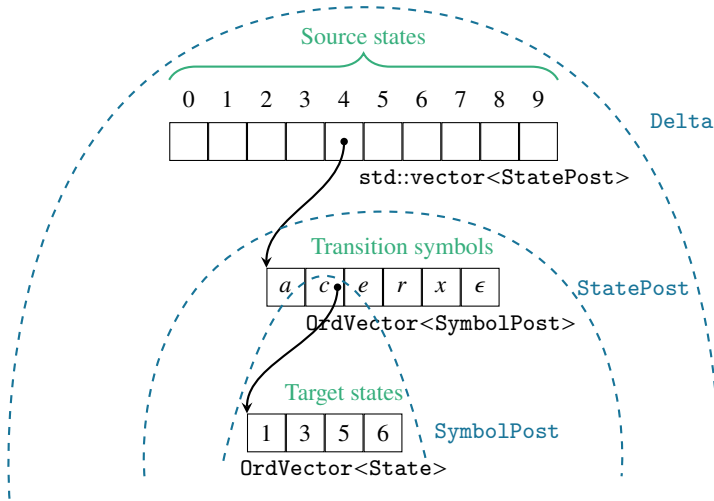 Source states
0 1 2 3 4 5 6 7 8 9
Delta
std::vector<StatePost>
Transition symbols
a c e r x ϵ
StatePost
OrdVector<SymbolPost>
Target states
1 3 5 6
SymbolPost
OrdVector<State>